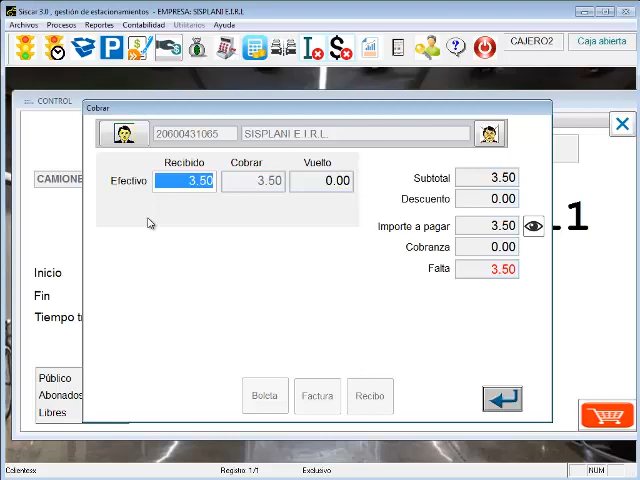 Siscar 3.0 , gestión de estacionamientos - EMPRESA: SISPLANI E.I.R.L
Archivos Procesos Reportes Contabilidad Utilitarios Ayuda
CAJERO2 Caja abierta
CONTROL
Cobrar
20600431065 SISPLANI E.I.R.L.
Recibido Cobrar Vuelto
Efectivo 3.50 3.50 0.00
Subtotal 3.50
Descuento 0.00
Importe a pagar 3.50
Cobranza 0.00
Falta 3.50
CAMIONE
Inicio
Fin
Tiempo t
Público
Abonados
Libres
Boleta Factura Recibo
Registro: 1/1 Exclusivo NUM